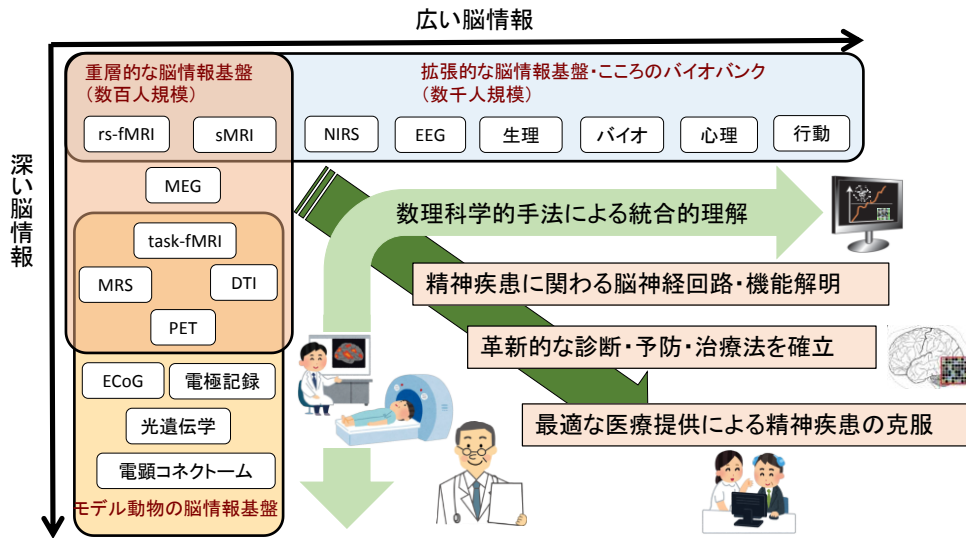 広い脳情報
深い脳情報
重層的な脳情報基盤
(数百人規模)
拡張的な脳情報基盤・こころのバイオバンク
(数千人規模)
rs-fMRI
sMRI
NIRS
EEG
生理
バイオ
心理
行動
MEG
task-fMRI
MRS
DTI
PET
ECoG
電極記録
光遺伝学
電顕コネクトーム
モデル動物の脳情報基盤
数理科学的手法による統合的理解
精神疾患に関わる脳神経回路・機能解明
革新的な診断・予防・治療法を確立
最適な医療提供による精神疾患の克服